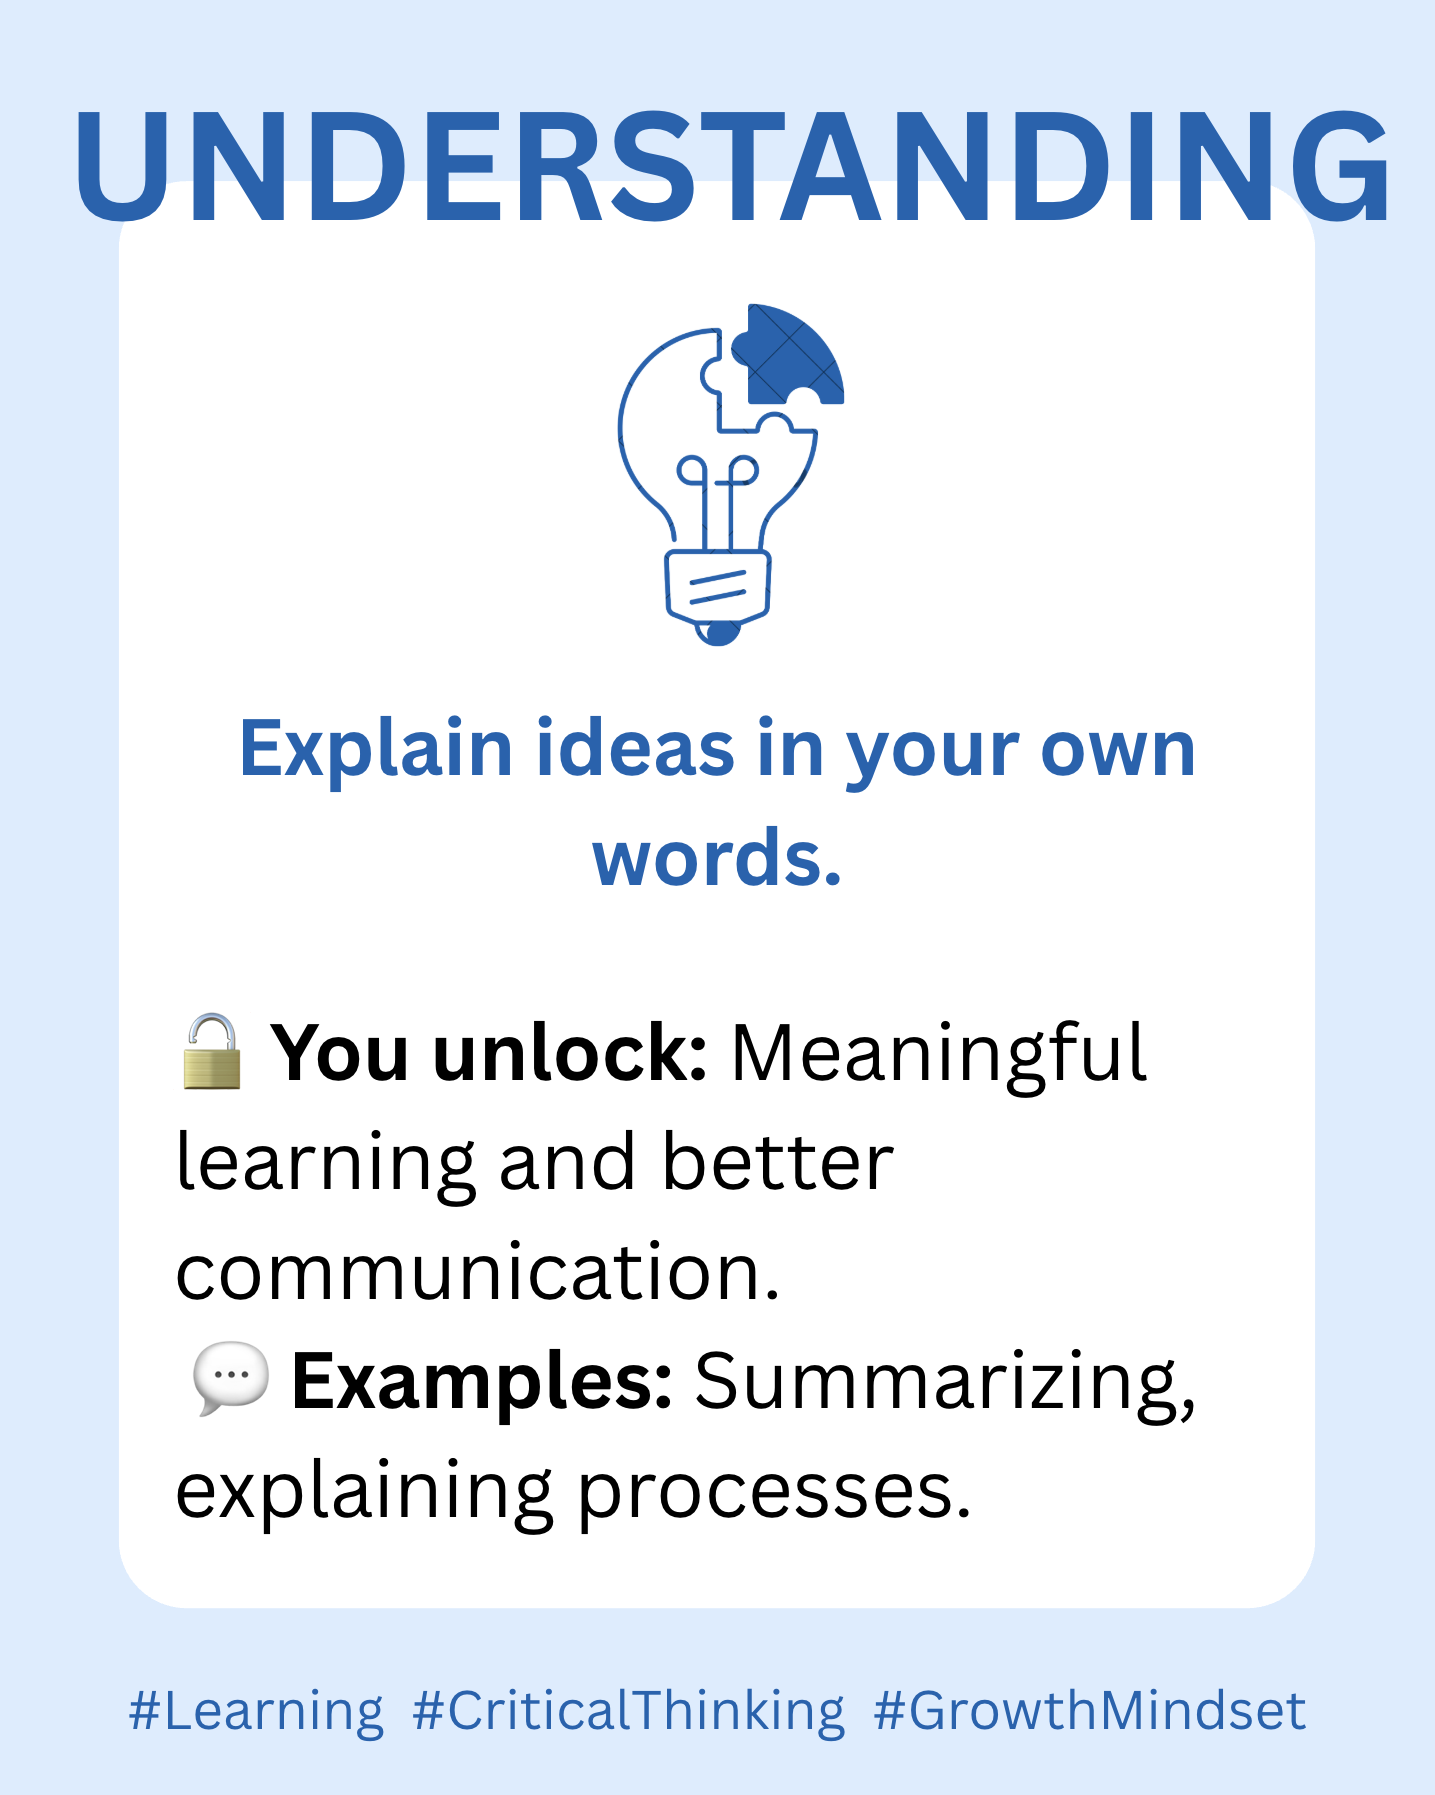 UNDERSTANDING
Explain ideas in your own
words.
🔓 You unlock: Meaningful
learning and better
communication.
💬 Examples: Summarizing,
explaining processes.
#Learning #CriticalThinking #GrowthMindset